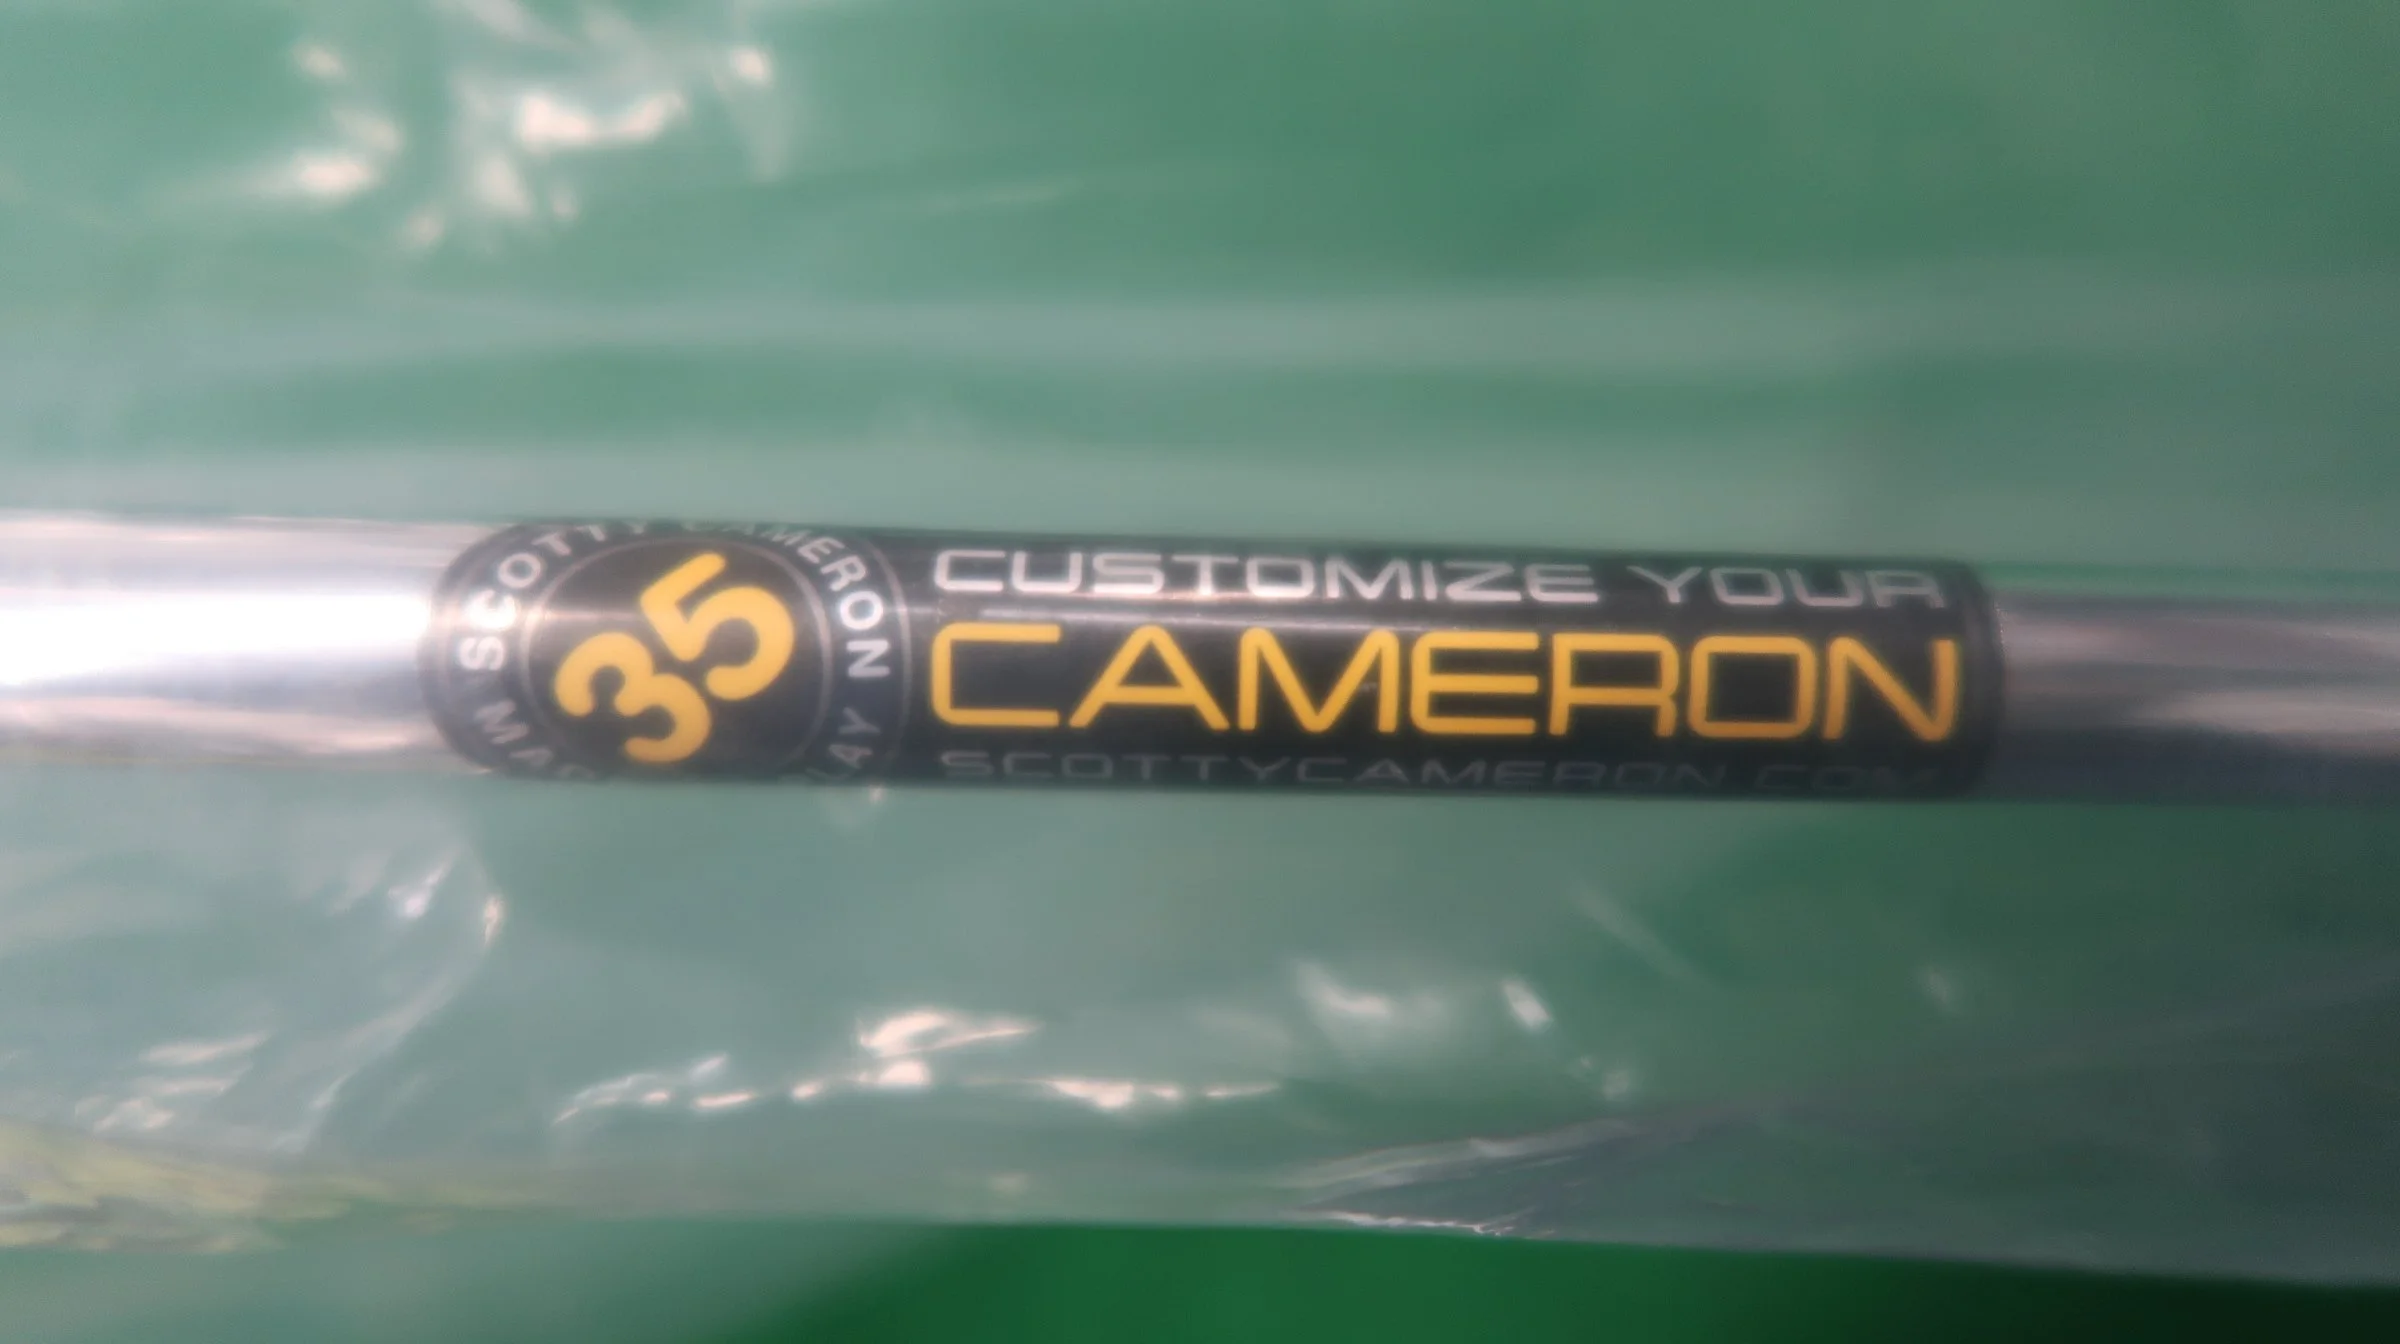 SCOTTY CAMERON
35
CUSTOMIZE YOUR
CAMERON
SCOTTYCAMERON.COM